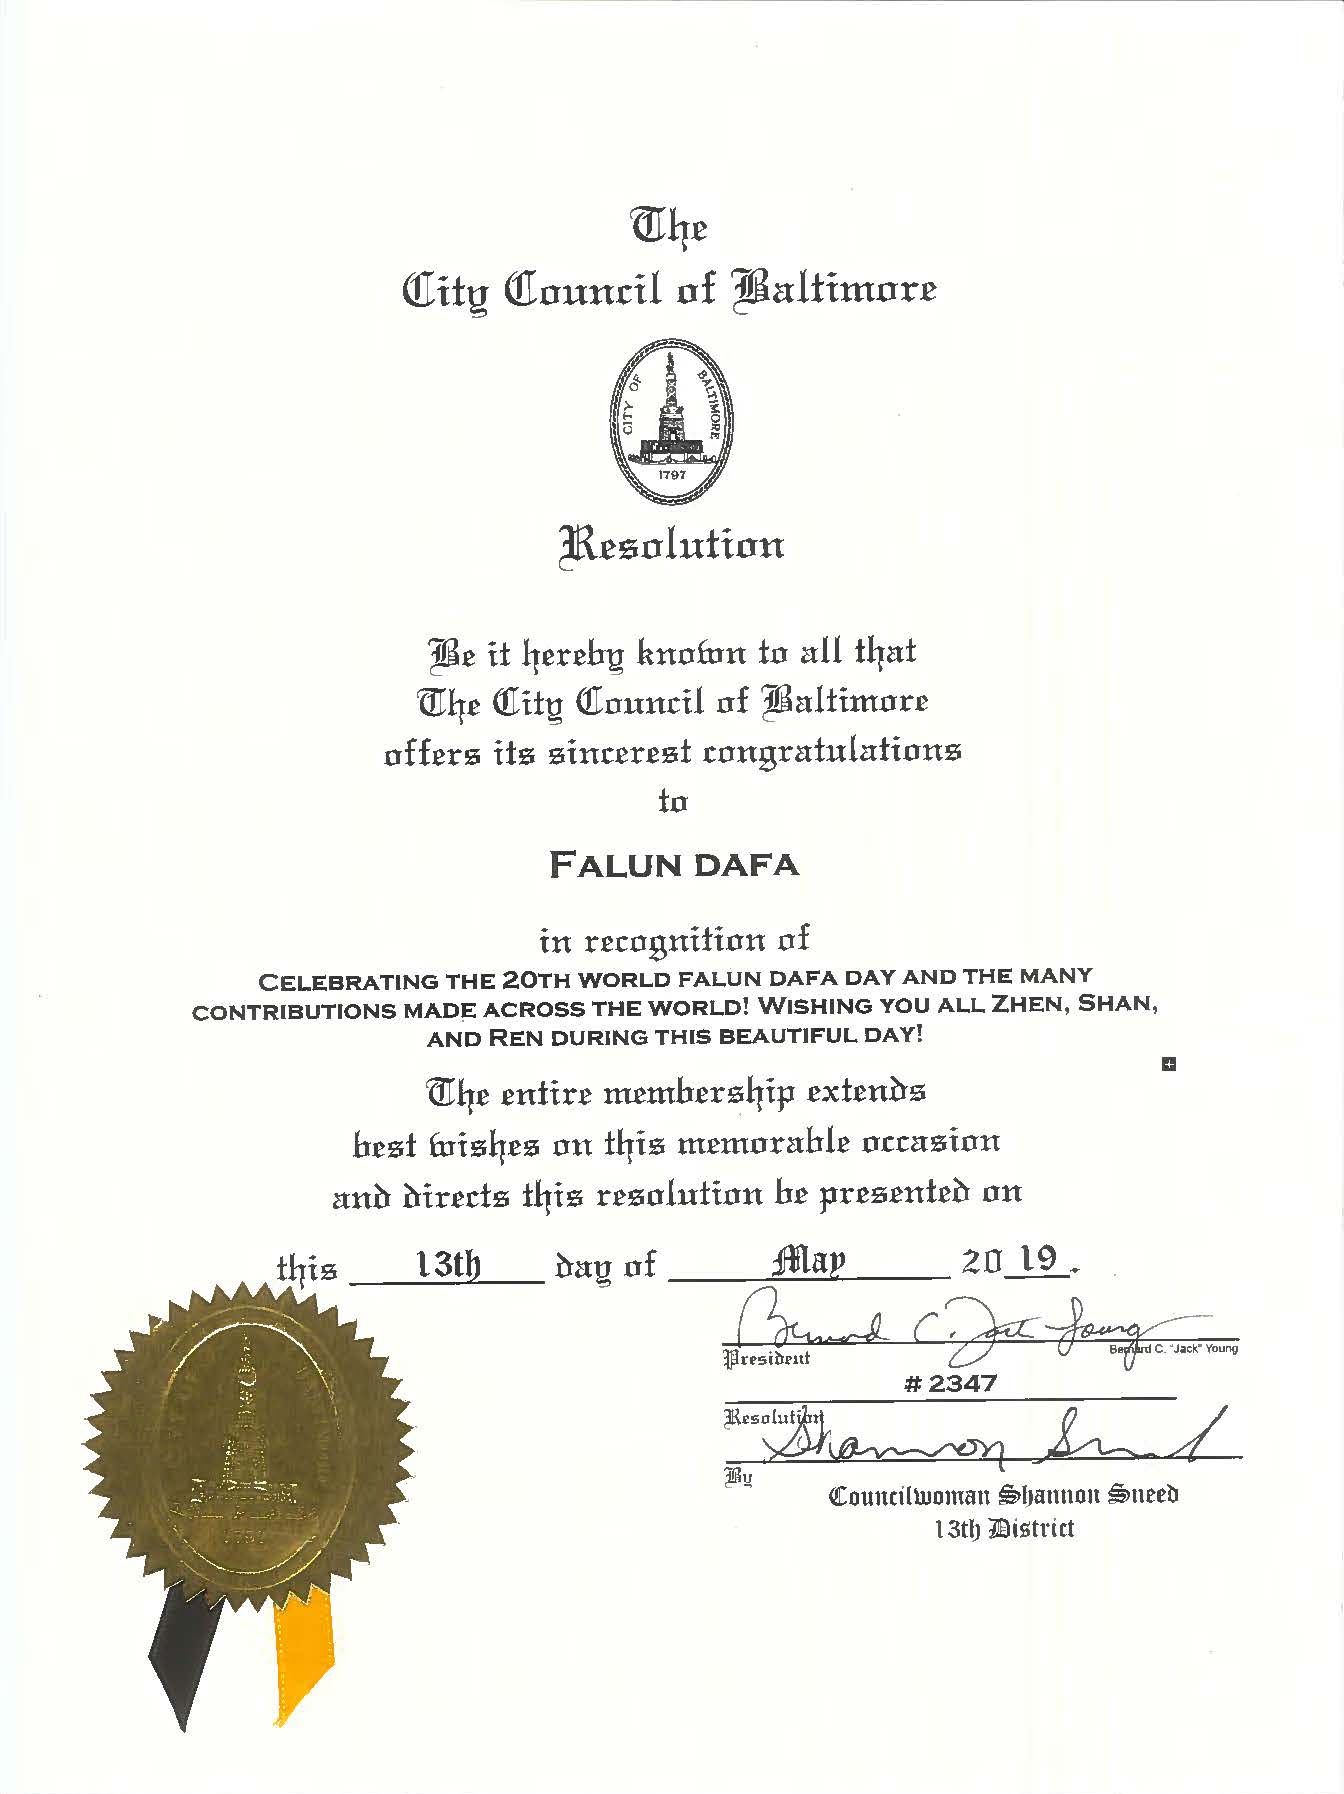 The
City Council of Baltimore
CITY OF BALTIMORE
1797
Resolution
Be it hereby known to all that
The City Council of Baltimore
offers its sincerest congratulations
to
FALUN DAFA
in recognition of
CELEBRATING THE 20TH WORLD FALUN DAFA DAY AND THE MANY
CONTRIBUTIONS MADE ACROSS THE WORLD! WISHING YOU ALL ZHEN, SHAN,
AND REN DURING THIS BEAUTIFUL DAY!
The entire membership extends
best wishes on this memorable occasion
and directs this resolution be presented on
this 13th day of May 20 19.
Bernard C. Jack Young
President Bernard C. "Jack" Young
# 2347
Resolution
Shannon Sneed
By
Councilwoman Shannon Sneed
13th District